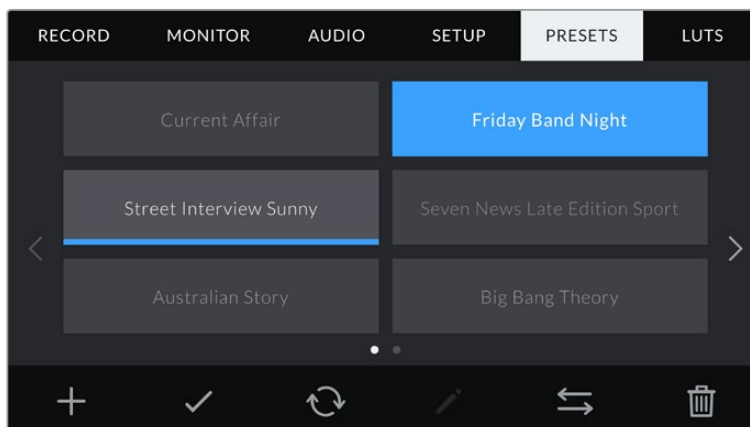 RECORD MONITOR AUDIO SETUP PRESETS LUTS
Current Affair Friday Band Night
Street Interview Sunny Seven News Late Edition Sport
Australian Story Big Bang Theory